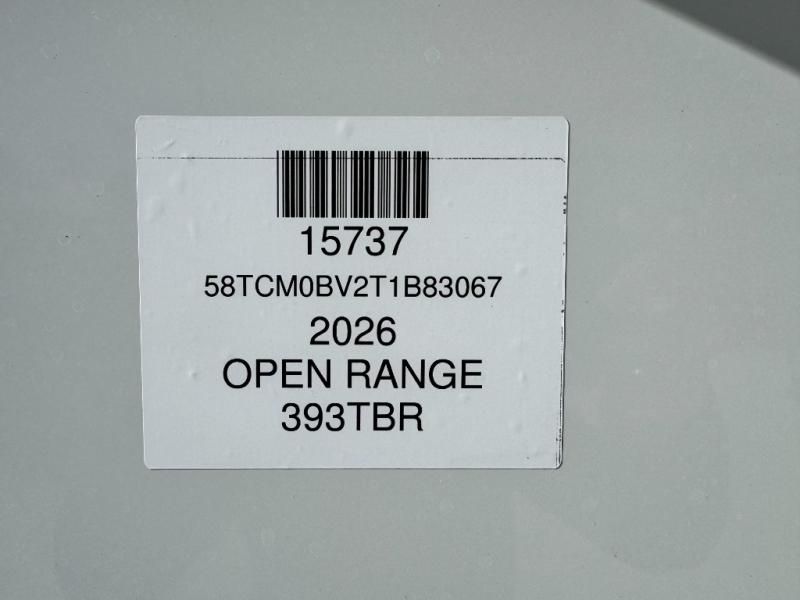 15737
58TCM0BV2T1B83067
2026
OPEN RANGE
393TBR